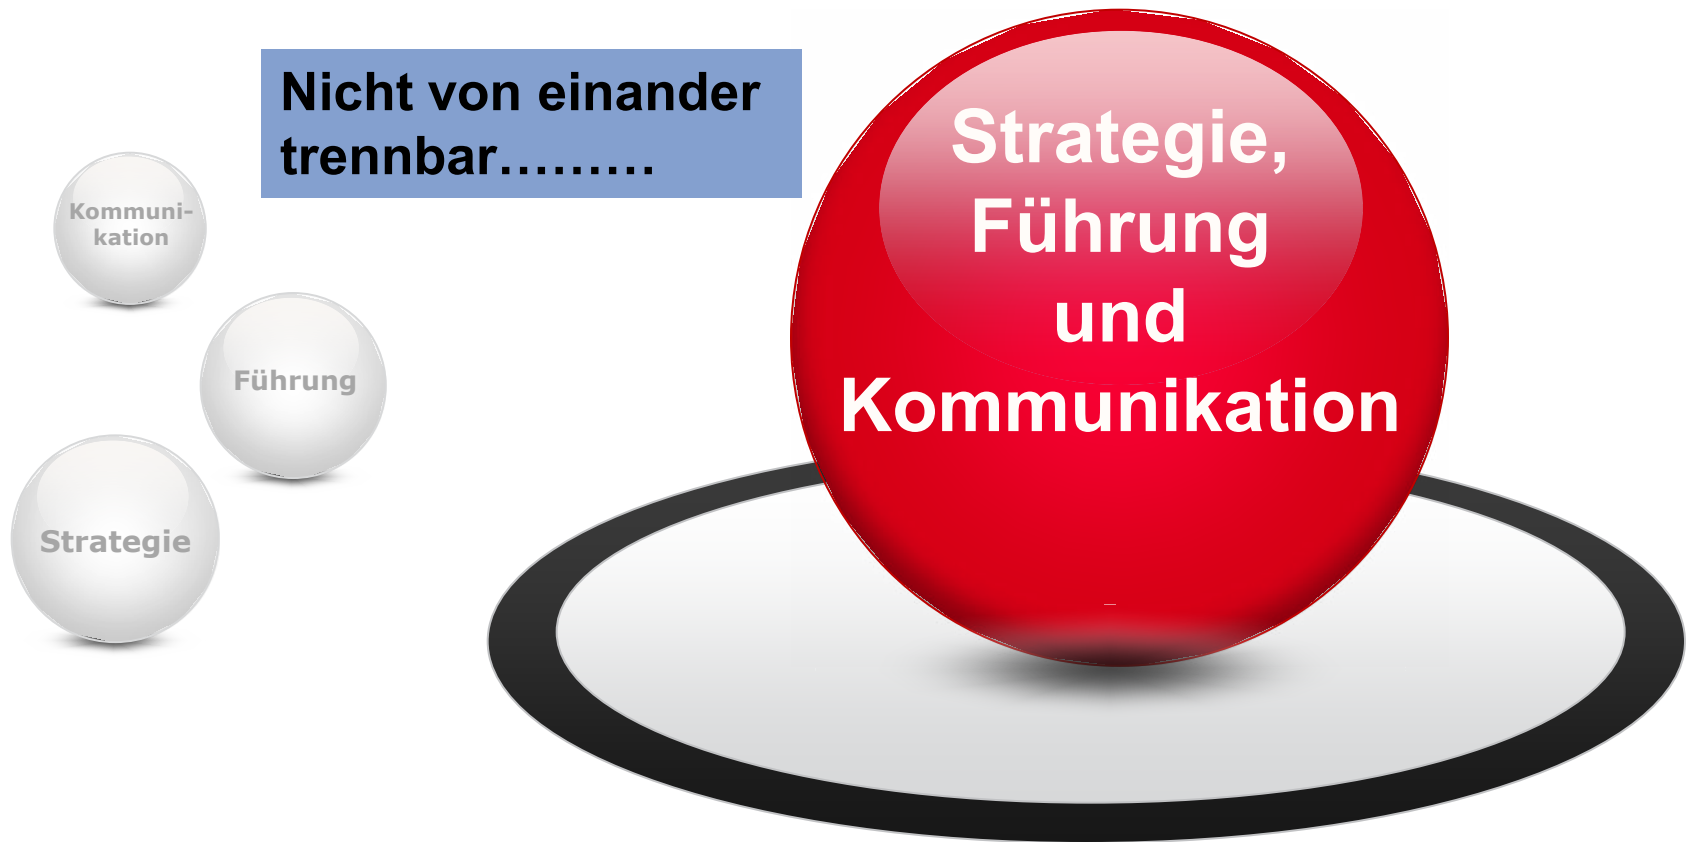 Nicht von einander
trennbar………
Kommuni-
kation
Führung
Strategie
Strategie,
Führung
und
Kommunikation